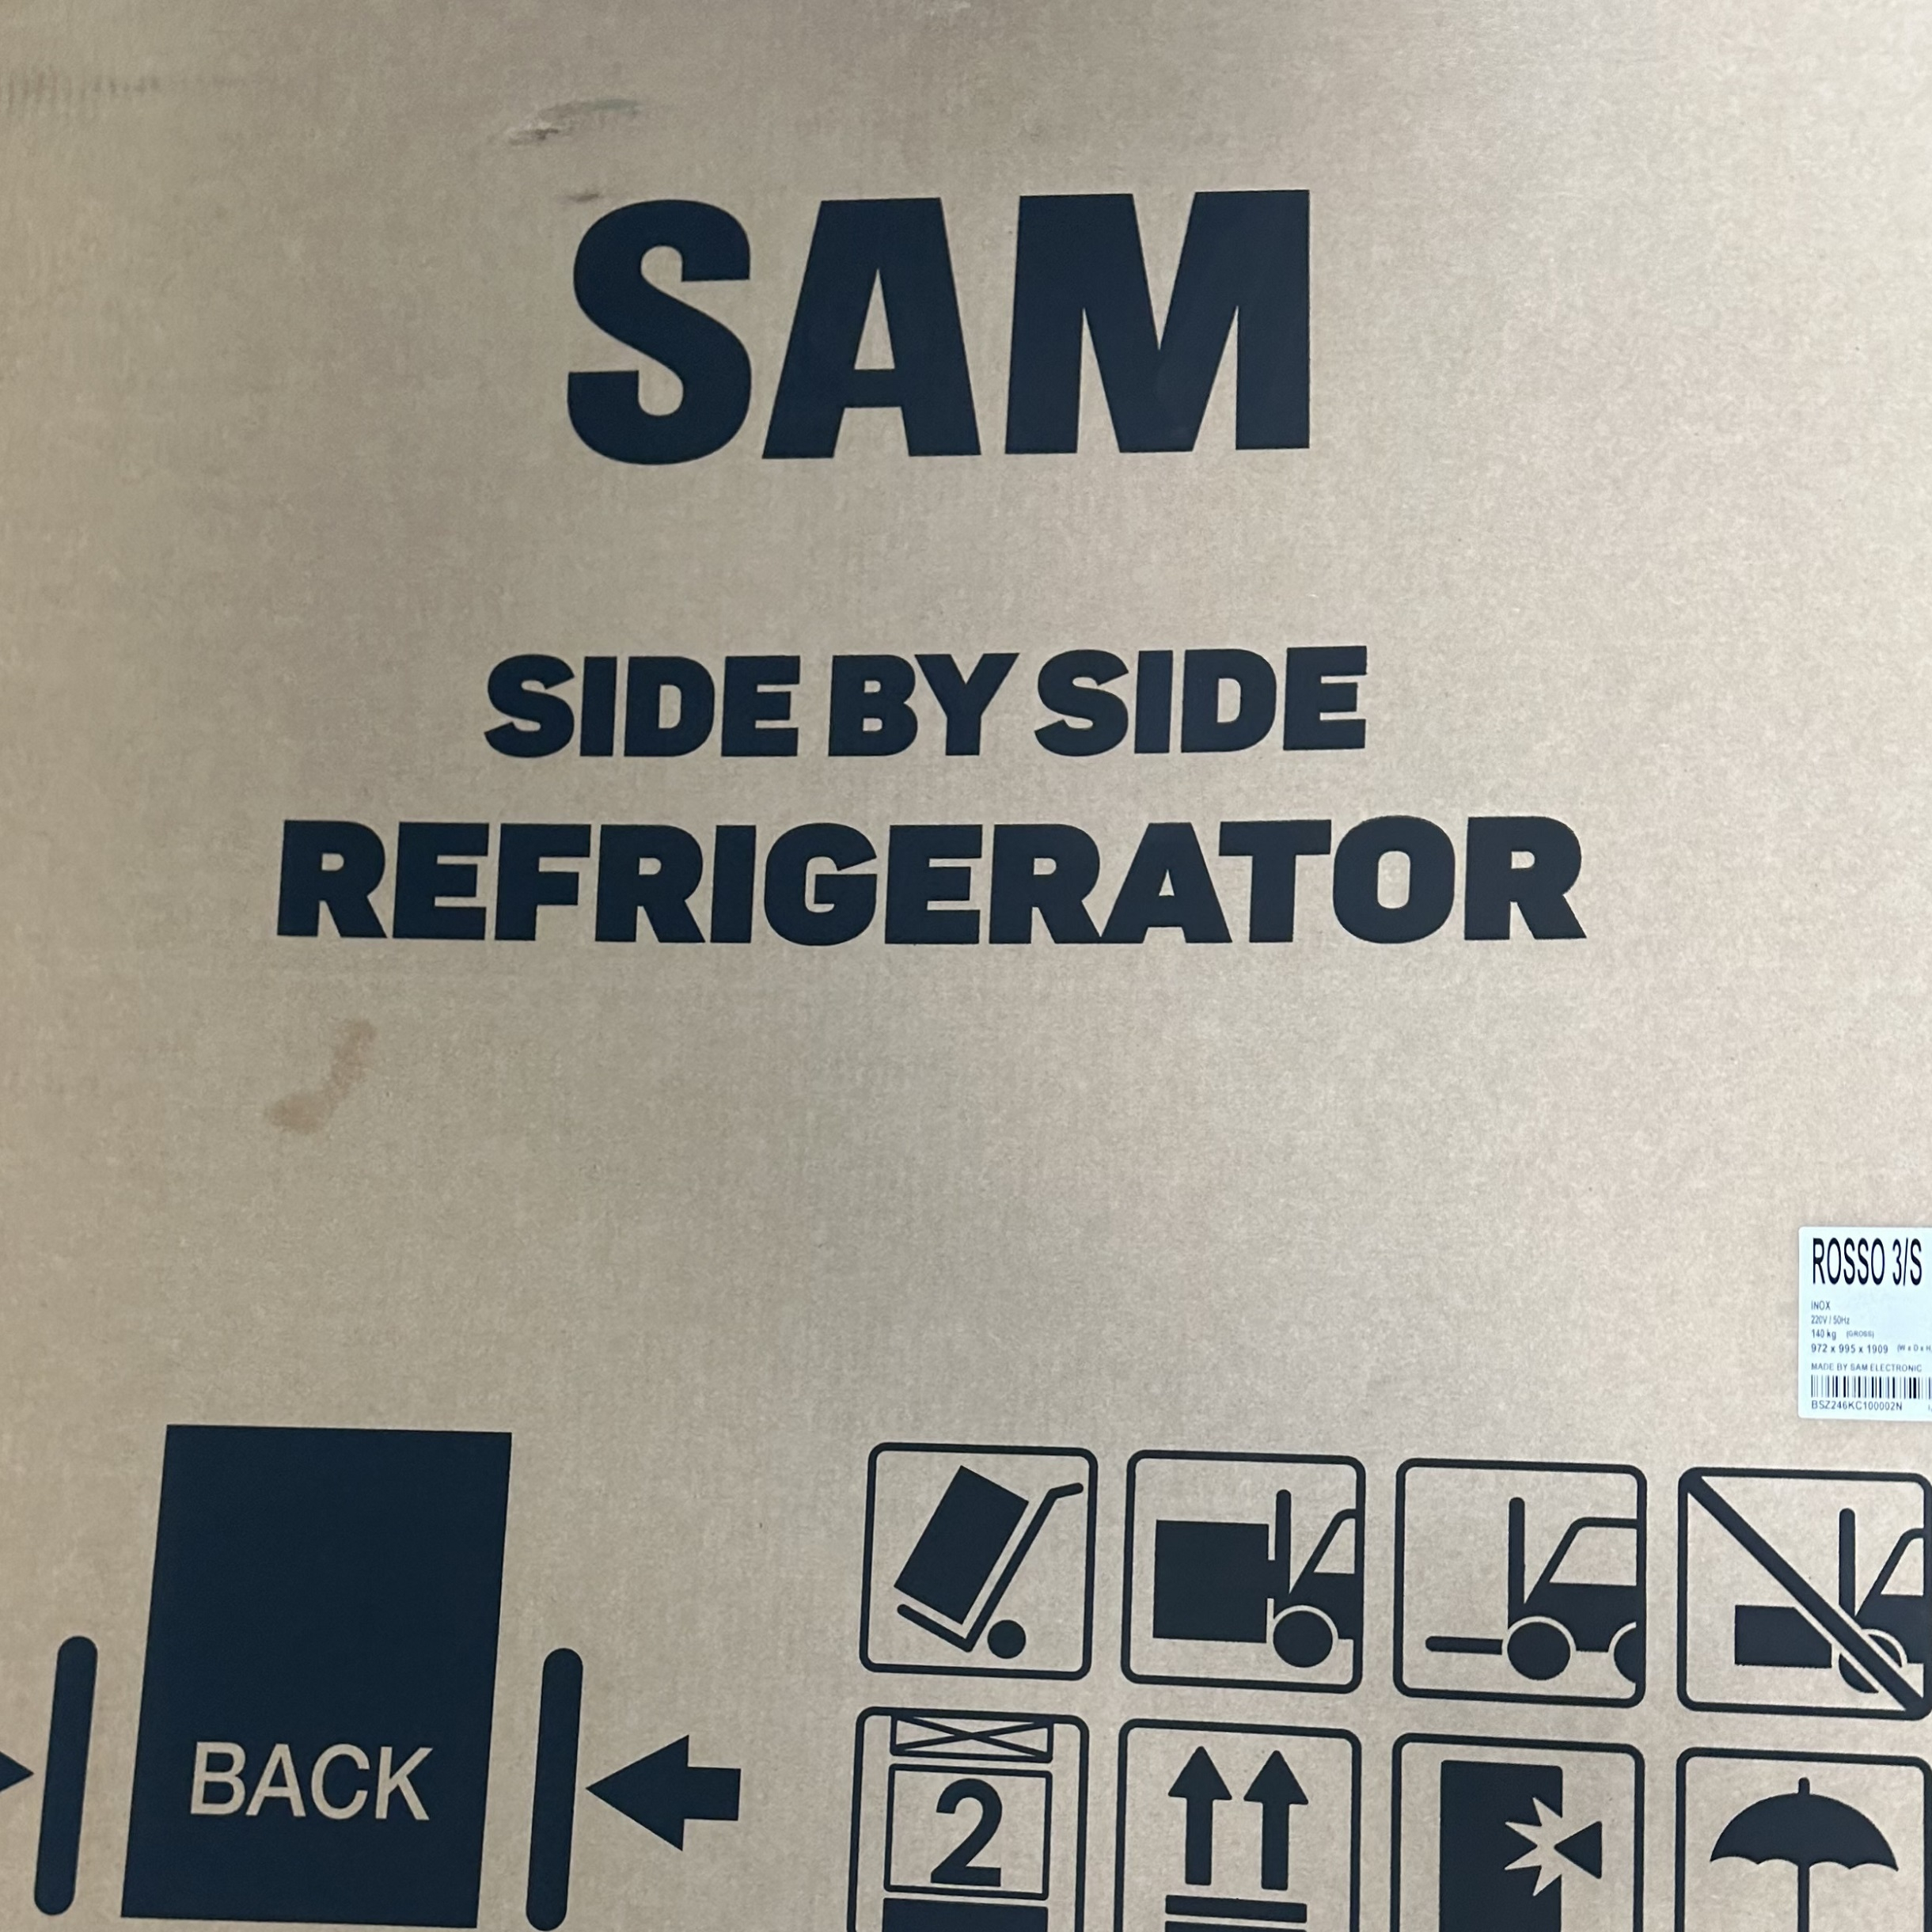 SAM
SIDE BY SIDE
REFRIGERATOR
ROSSO 3/S
INOX
220V / 50Hz
140 kg (GROSS)
972 x 995 x 1909 (W x D x H
MADE BY SAM ELECTRONIC
BSZ246KC100002N
BACK
2